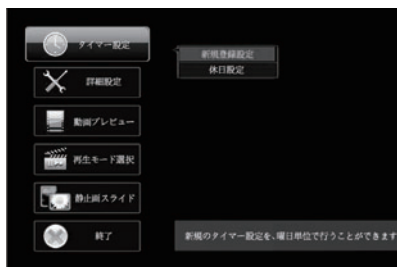 タイマー設定
新規登録設定
休日設定
詳細設定
動画プレビュー
再生モード選択
静止画スライド
終了
新規のタイマー設定を、曜日単位で行うことができます